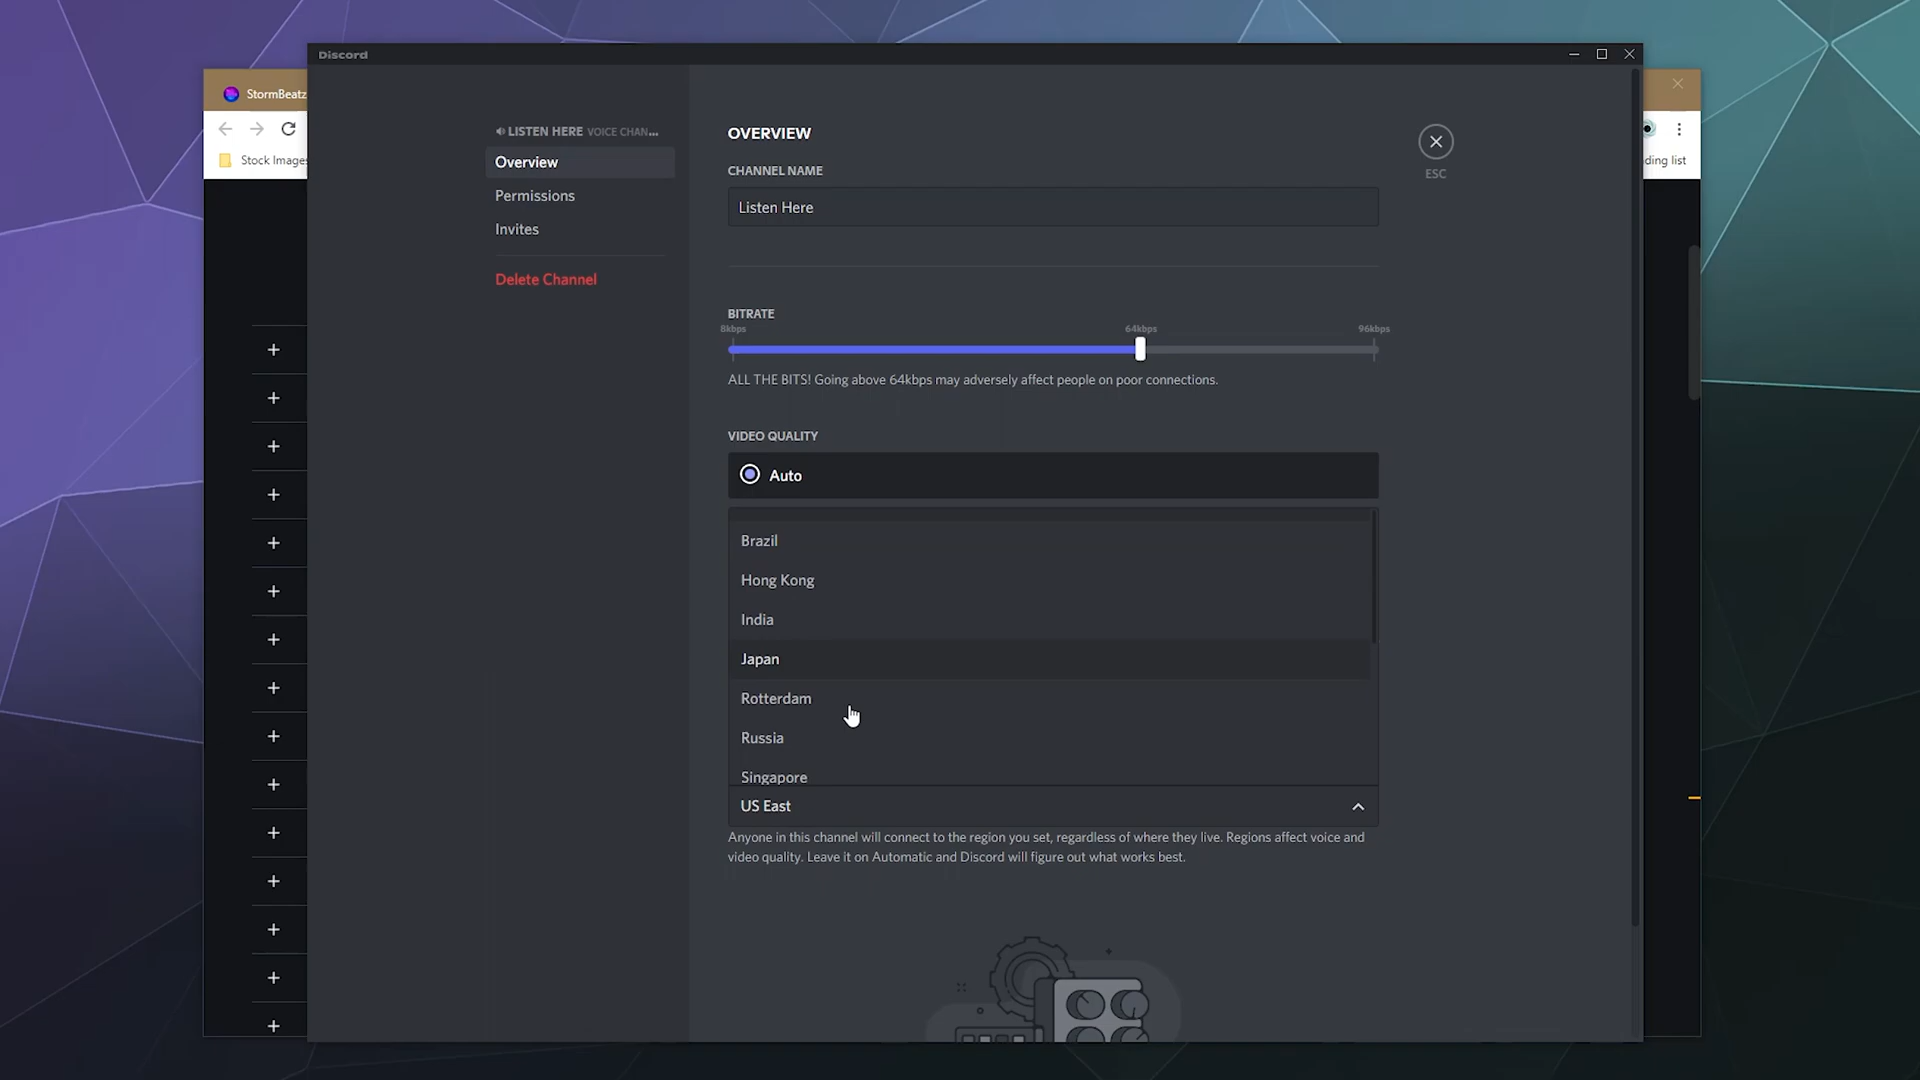 Discord
StormBeatz
Stock Images
ding list
LISTEN HERE VOICE CHAN...
Overview
Permissions
Invites
Delete Channel
OVERVIEW
ESC
CHANNEL NAME
Listen Here
BITRATE
8kbps 64kbps 96kbps
ALL THE BITS! Going above 64kbps may adversely affect people on poor connections.
VIDEO QUALITY
Auto
Brazil
Hong Kong
India
Japan
Rotterdam
Russia
Singapore
US East
Anyone in this channel will connect to the region you set, regardless of where they live. Regions affect voice and
video quality. Leave it on Automatic and Discord will figure out what works best.